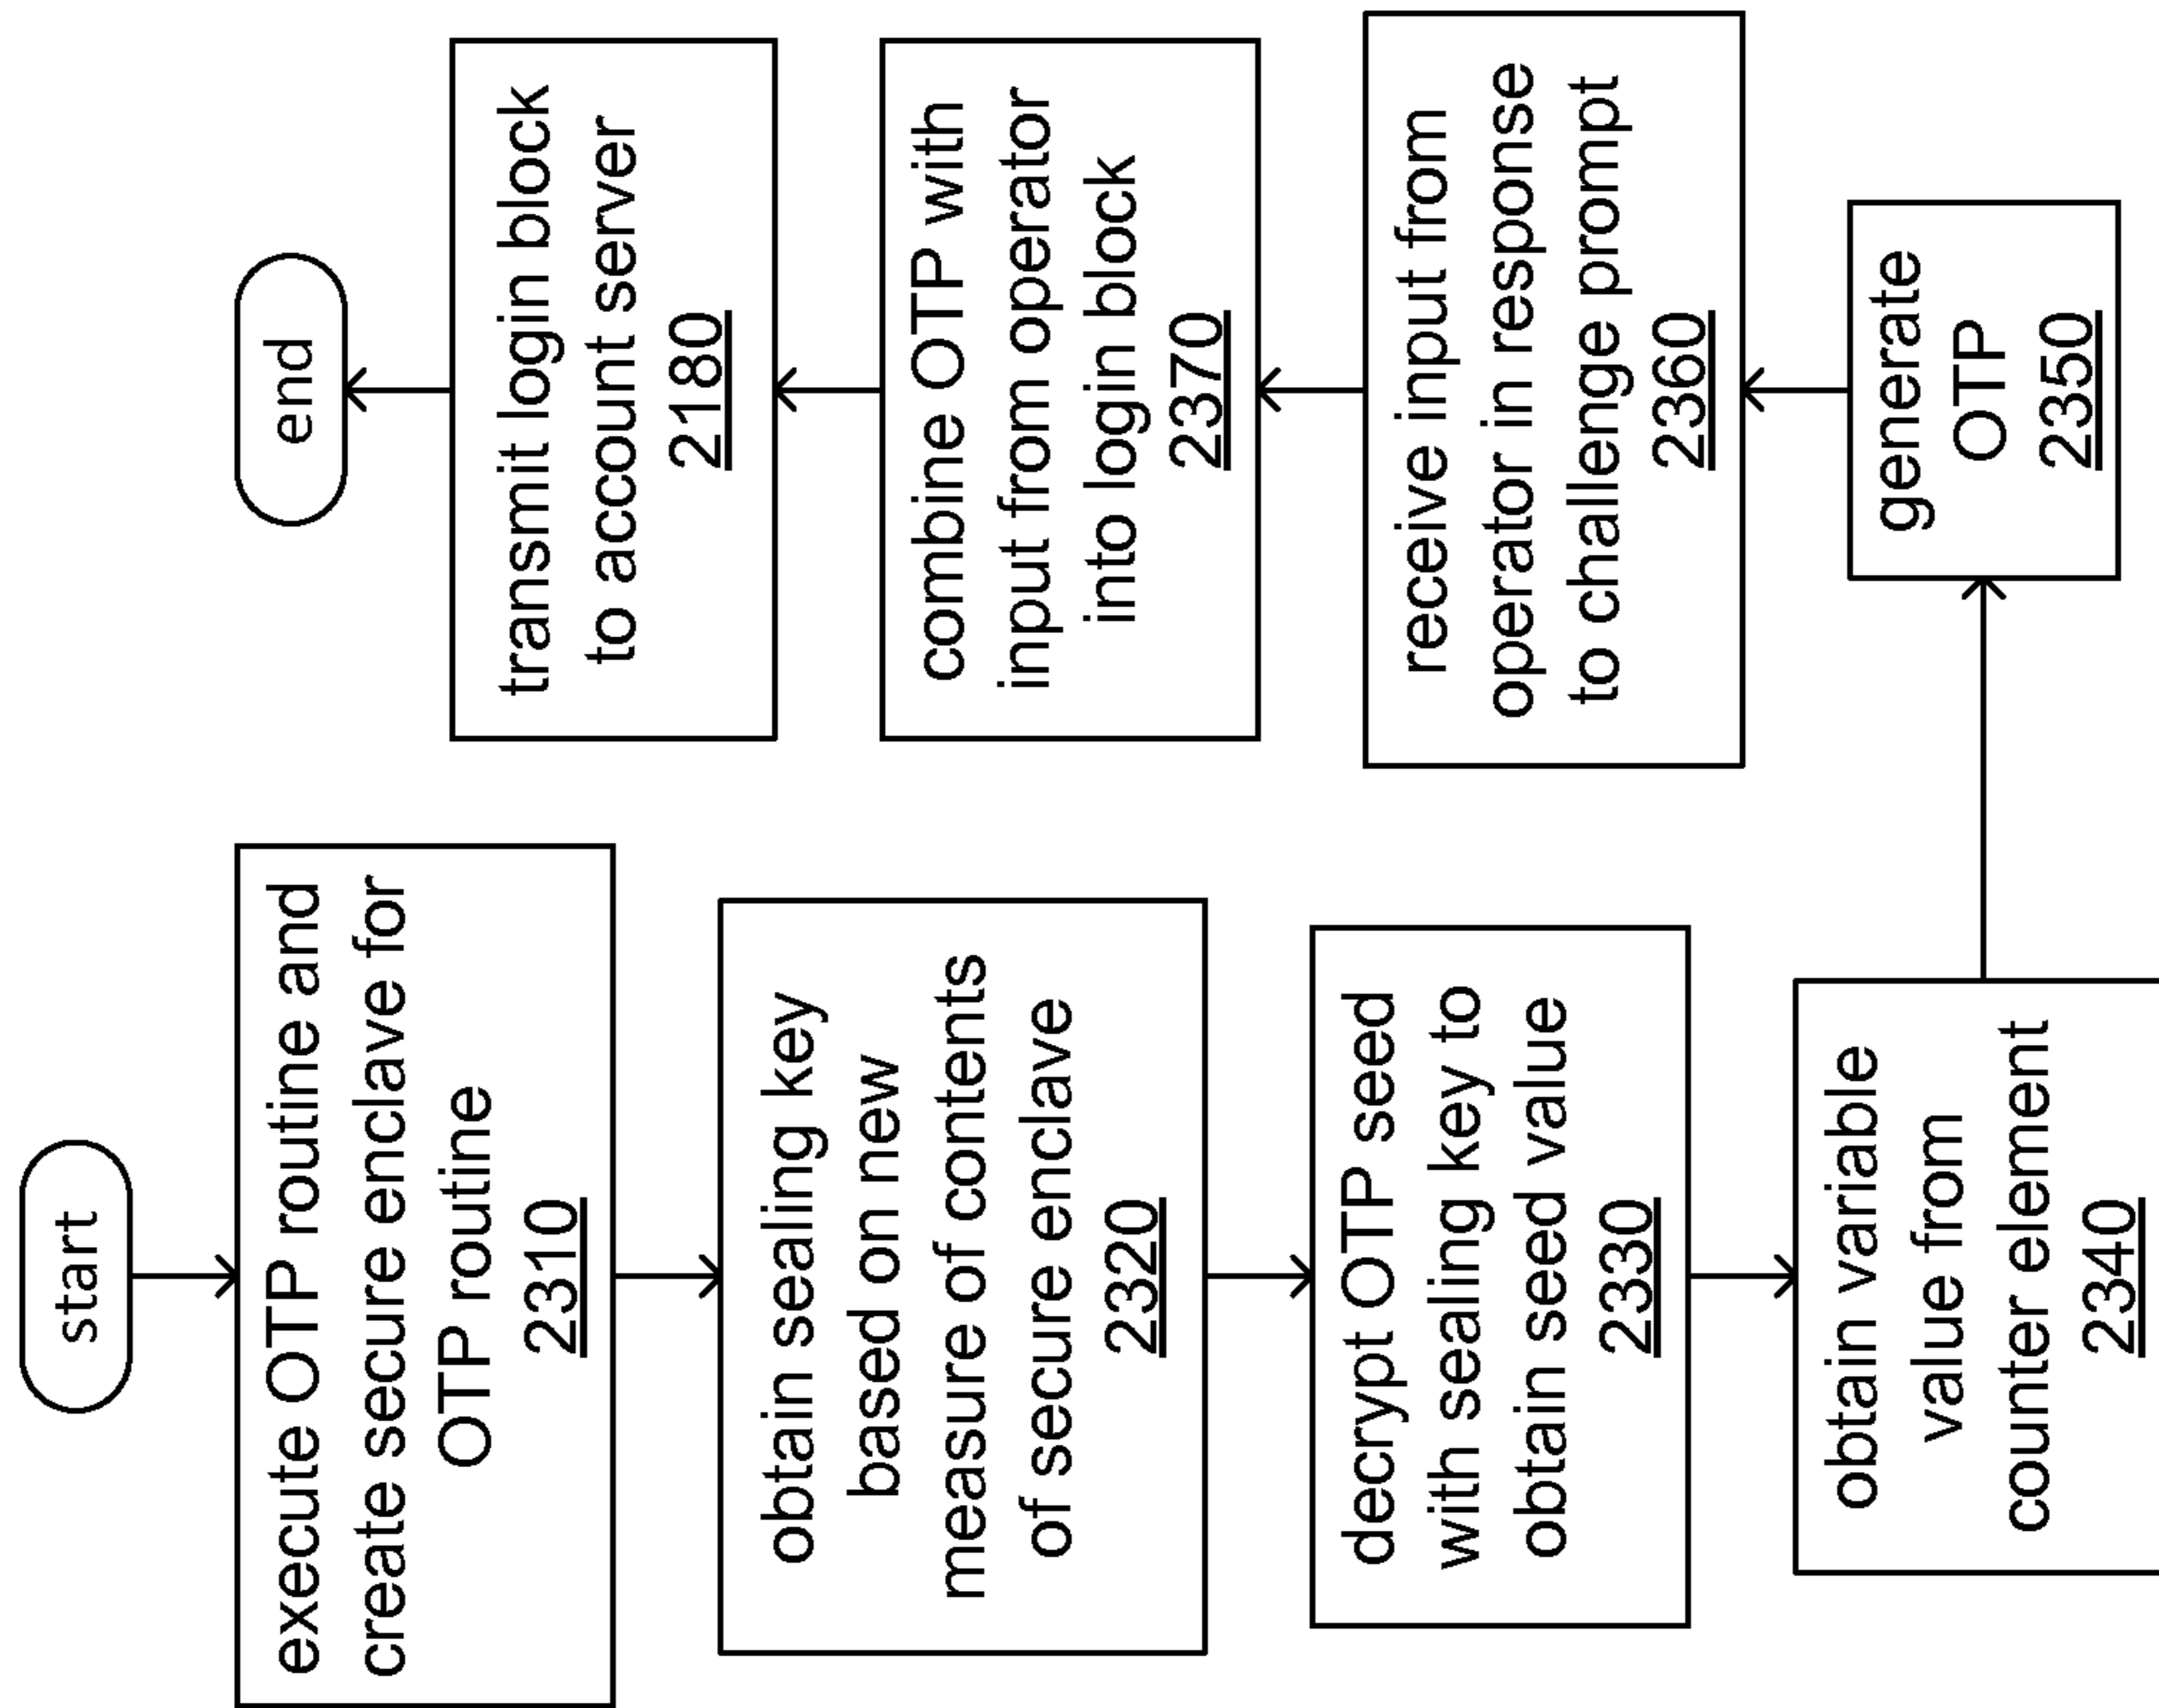 start
execute OTP routine and
create secure enclave for
OTP routine
2310
obtain sealing key
based on new
measure of contents
of secure enclave
2320
decrypt OTP seed
with sealing key to
obtain seed value
2330
obtain variable
value from
counter element
2340
generate
OTP
2350
receive input from
operator in response
to challenge prompt
2360
combine OTP with
input from operator
into login block
2370
transmit login block
to account server
2180
end